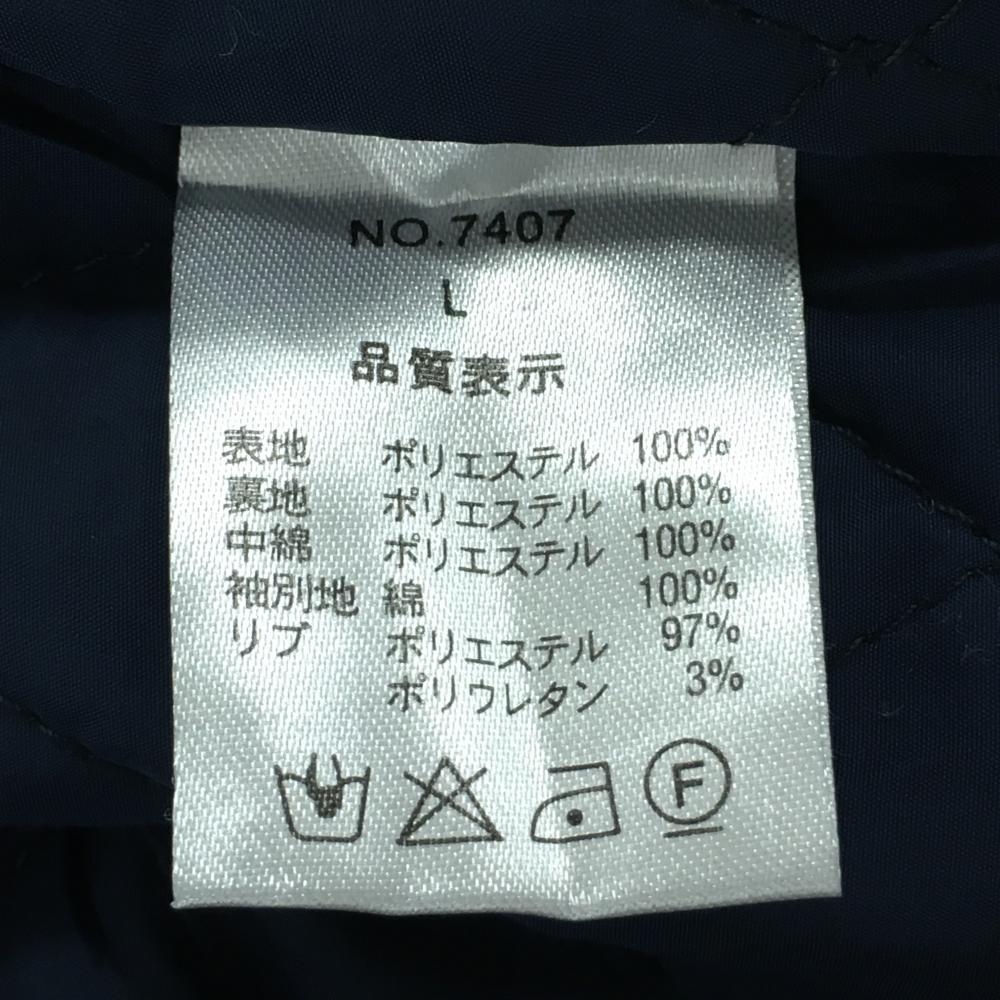 NO.7407
L
品質表示
表地 ポリエステル 100%
裏地 ポリエステル 100%
中綿 ポリエステル 100%
袖別地 綿 100%
リブ ポリエステル 97%
ポリウレタン 3%
F